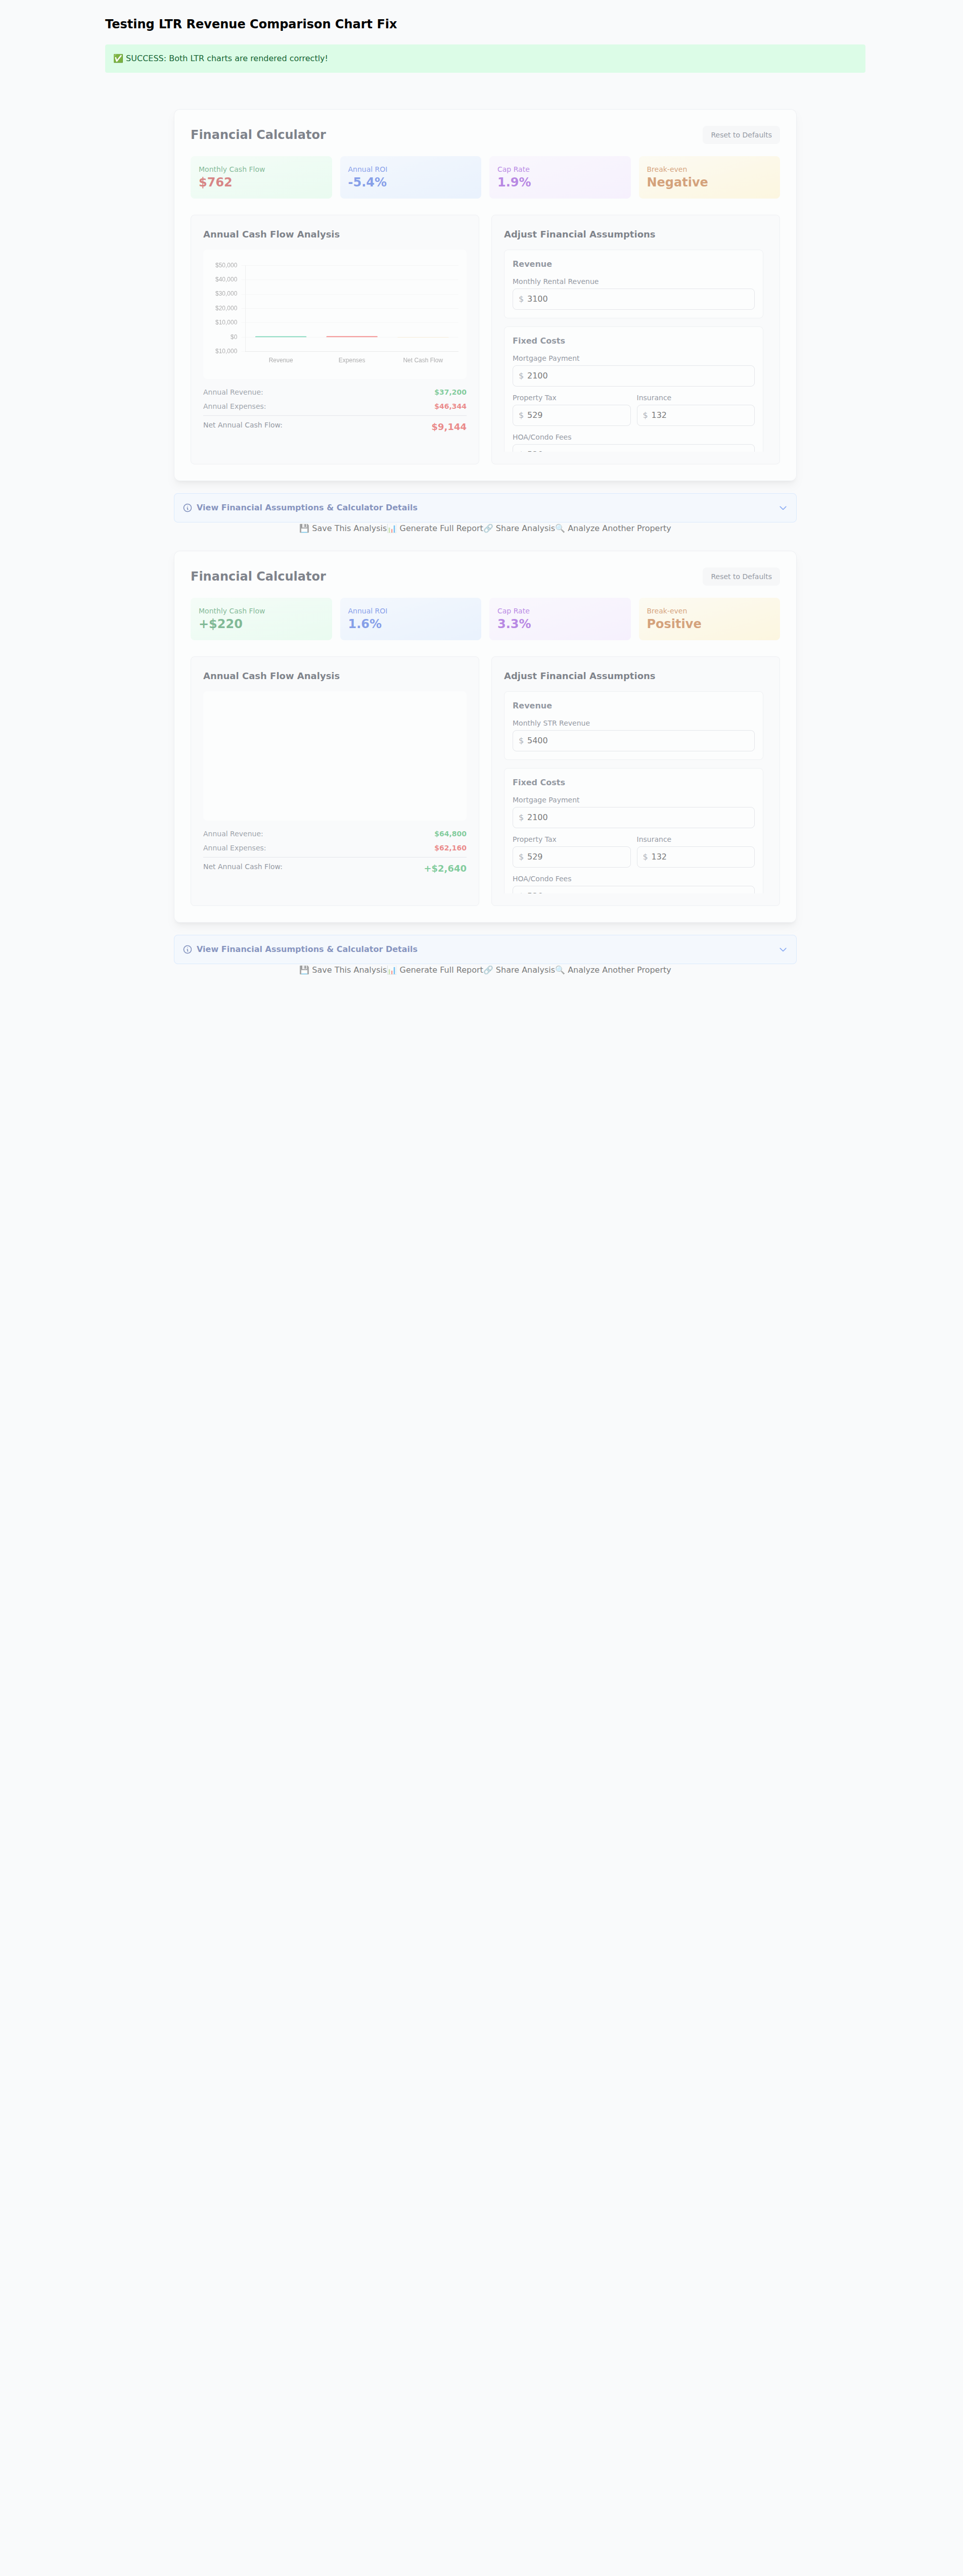 Testing LTR Revenue Comparison Chart Fix
✅ SUCCESS: Both LTR charts are rendered correctly!
Financial Calculator
Reset to Defaults
Monthly Cash Flow
$762
Annual ROI
-5.4%
Cap Rate
1.9%
Break-even
Negative
Annual Cash Flow Analysis
$50,000
$40,000
$30,000
$20,000
$10,000
$0
$10,000
Revenue Expenses Net Cash Flow
Annual Revenue: $37,200
Annual Expenses: $46,344
Net Annual Cash Flow: $9,144
Adjust Financial Assumptions
Revenue
Monthly Rental Revenue
$ 3100
Fixed Costs
Mortgage Payment
$ 2100
Property Tax Insurance
$ 529 $ 132
HOA/Condo Fees
View Financial Assumptions & Calculator Details
💾 Save This Analysis📊 Generate Full Report🔗 Share Analysis🔍 Analyze Another Property
Financial Calculator
Reset to Defaults
Monthly Cash Flow
+$220
Annual ROI
1.6%
Cap Rate
3.3%
Break-even
Positive
Annual Cash Flow Analysis
Annual Revenue: $64,800
Annual Expenses: $62,160
Net Annual Cash Flow: +$2,640
Adjust Financial Assumptions
Revenue
Monthly STR Revenue
$ 5400
Fixed Costs
Mortgage Payment
$ 2100
Property Tax Insurance
$ 529 $ 132
HOA/Condo Fees
View Financial Assumptions & Calculator Details
💾 Save This Analysis📊 Generate Full Report🔗 Share Analysis🔍 Analyze Another Property